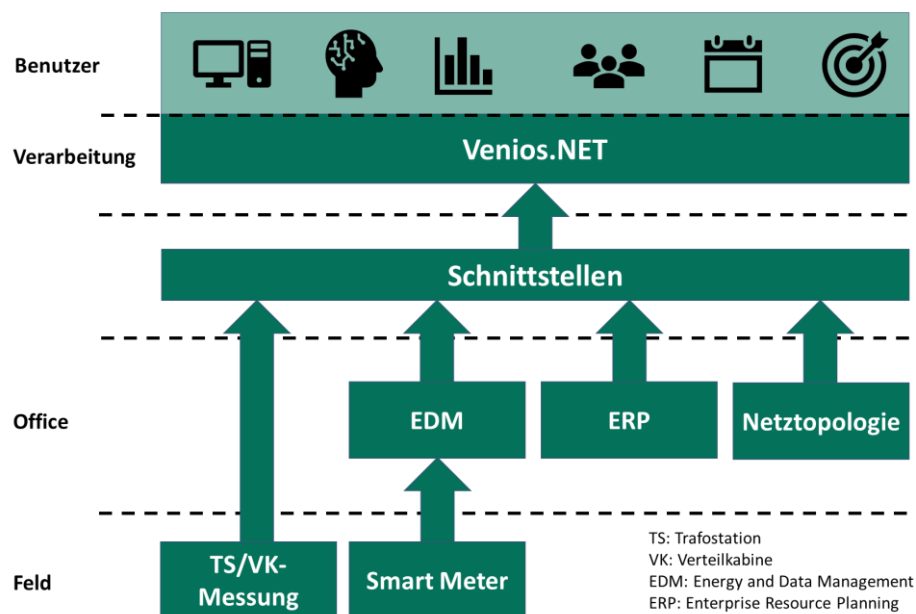 Benutzer
Verarbeitung
Venios.NET
Schnittstellen
Office
EDM
ERP
Netztopologie
Feld
TS/VK-
Messung
Smart Meter
TS: Trafostation
VK: Verteilkabine
EDM: Energy and Data Management
ERP: Enterprise Resource Planning